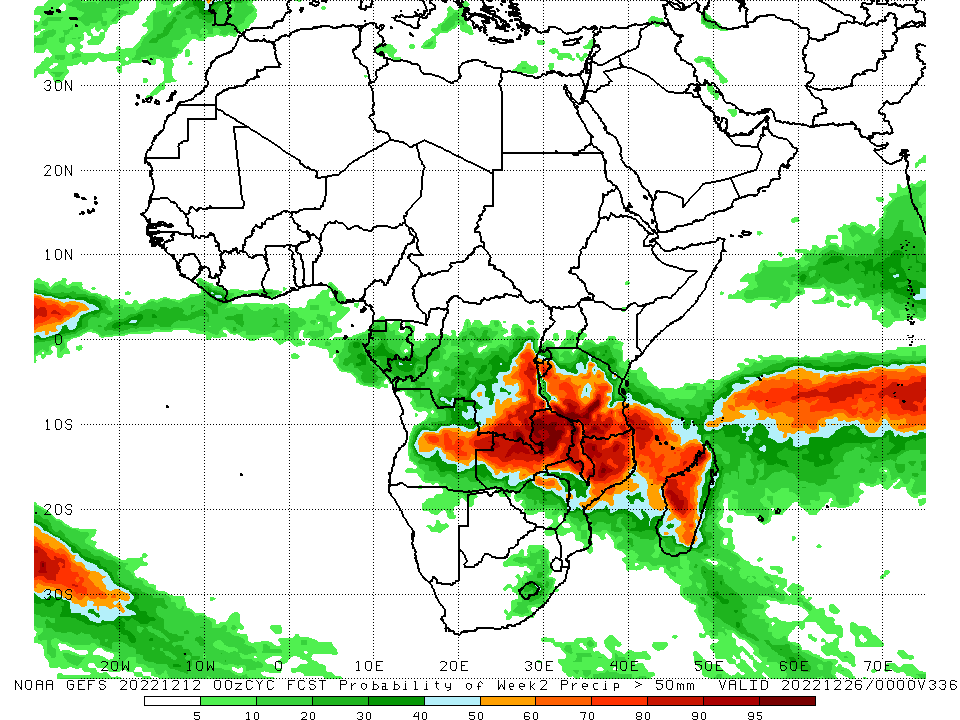 30N
20N
10N
0
10S
20S
30S
20W 10W 0 10E 20E 30E 40E 50E 60E 70E
NOAA GEFS 20221212 00zCYC FCST Probability of Week2 Precip > 50mm VALID 20221226/0000V336
5 10 20 30 40 50 60 70 80 90 95